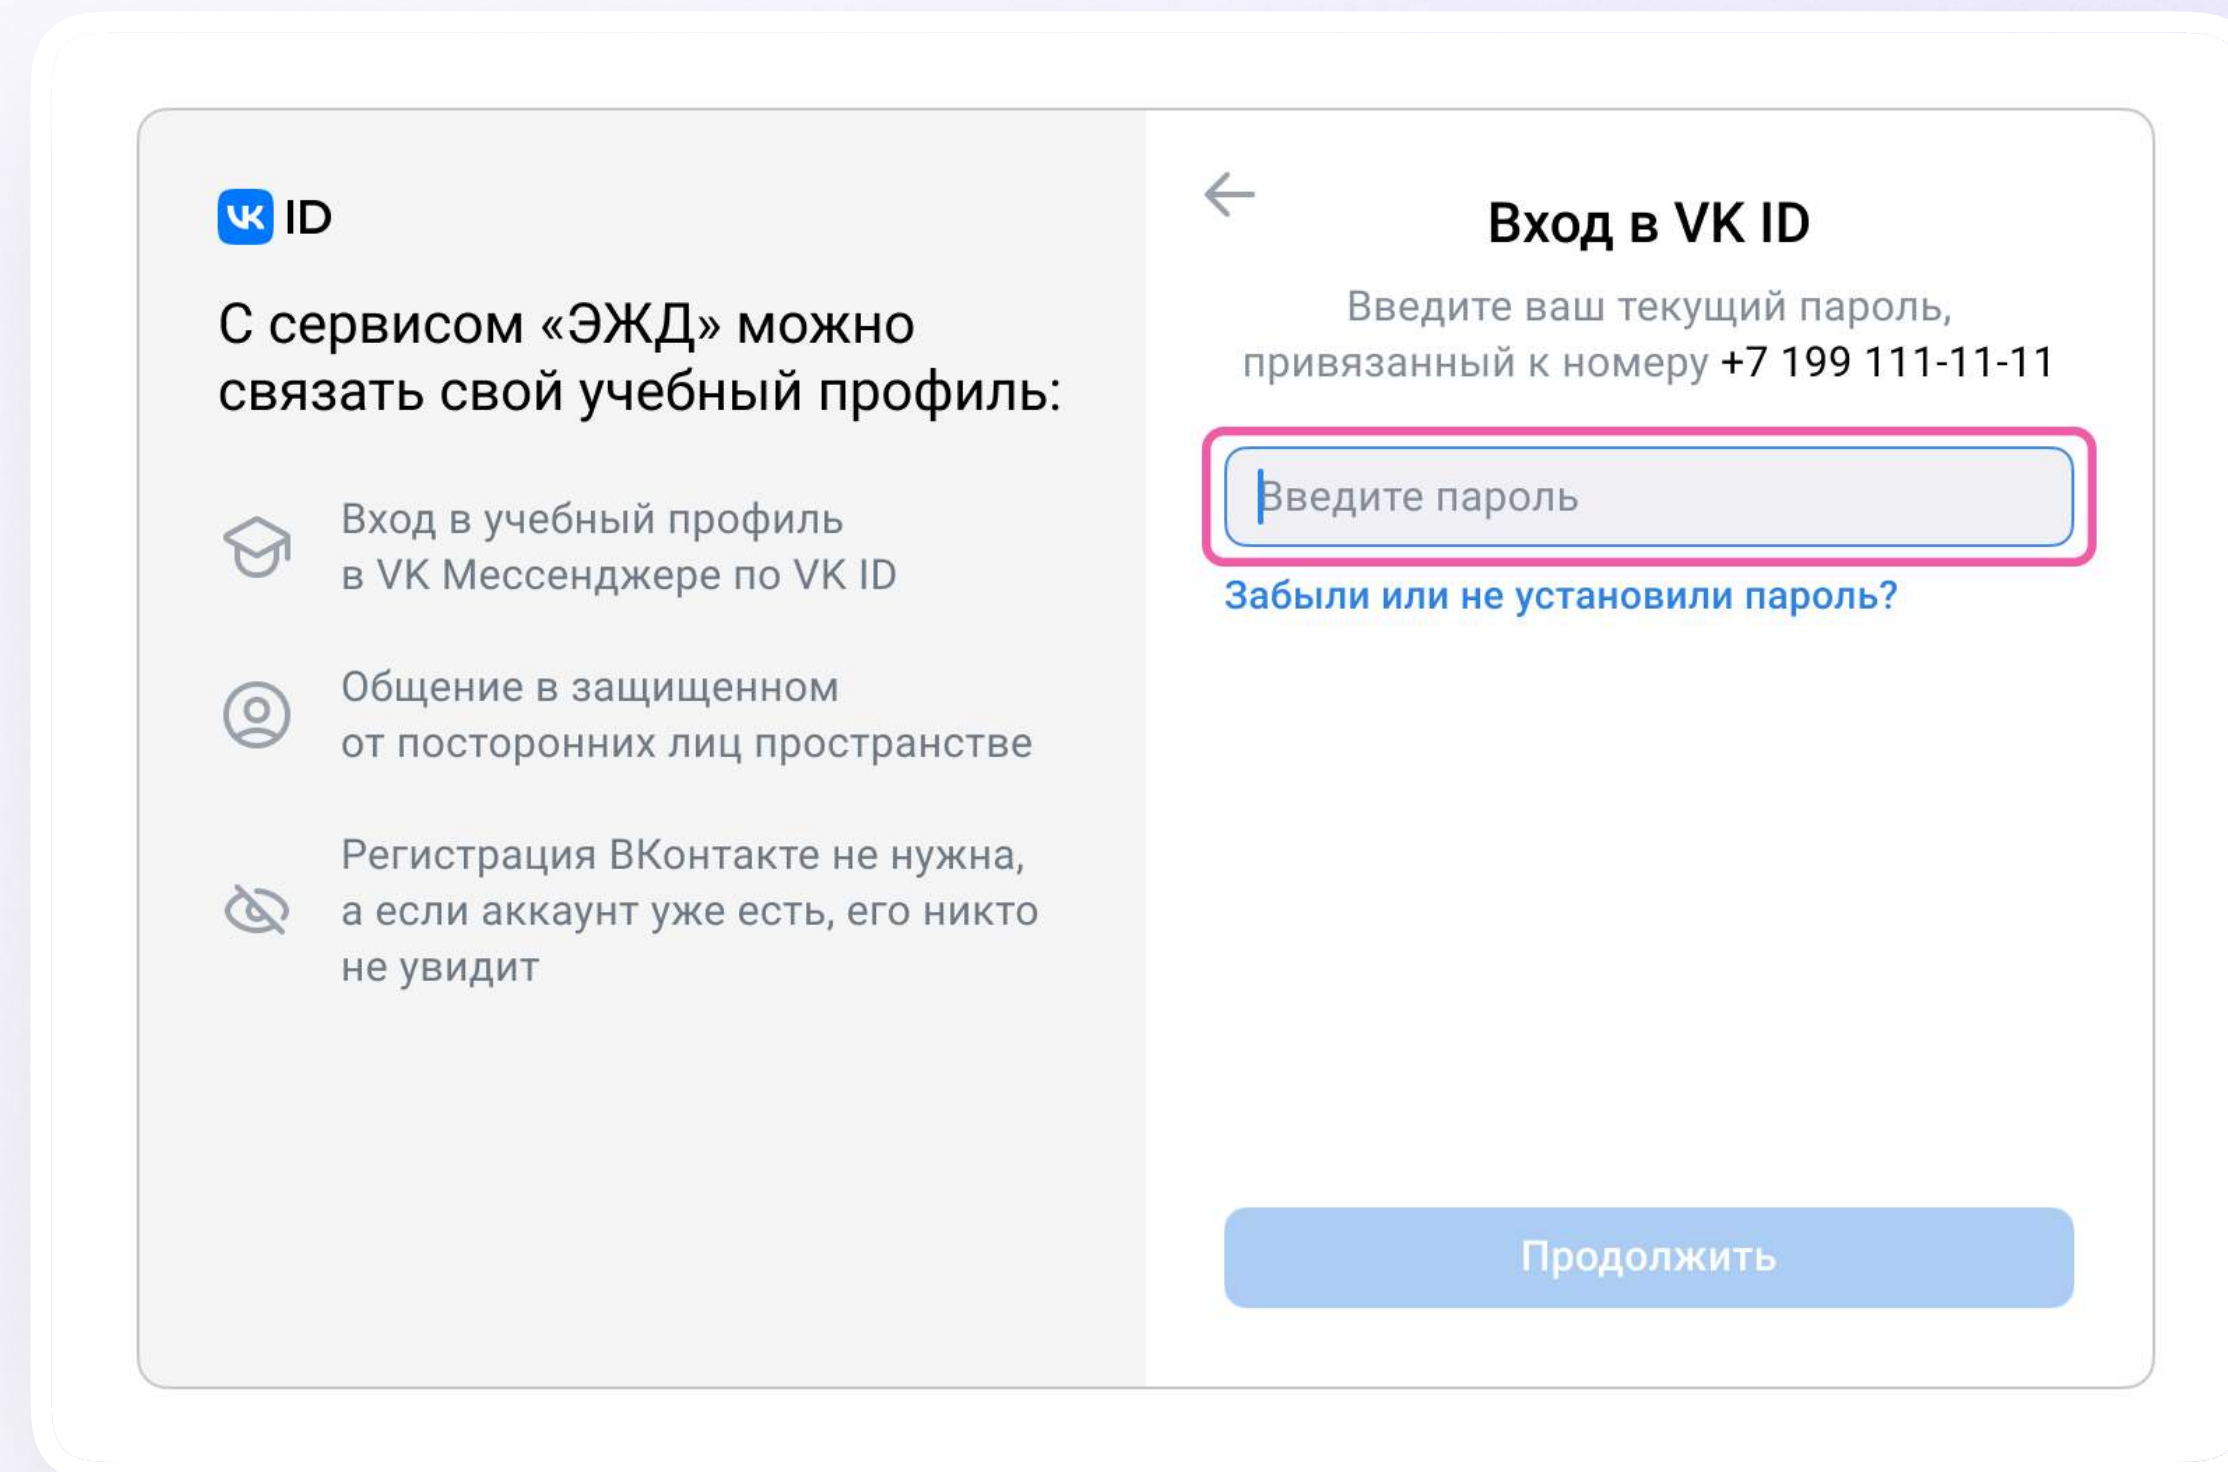 VK ID
С сервисом «ЭЖД» можно
связать свой учебный профиль:
Вход в учебный профиль
в VK Мессенджере по VK ID
Общение в защищенном
от посторонних лиц пространстве
Регистрация ВКонтакте не нужна,
а если аккаунт уже есть, его никто
не увидит
Вход в VK ID
Введите ваш текущий пароль,
привязанный к номеру +7 199 111-11-11
Введите пароль
Забыли или не установили пароль?
Продолжить